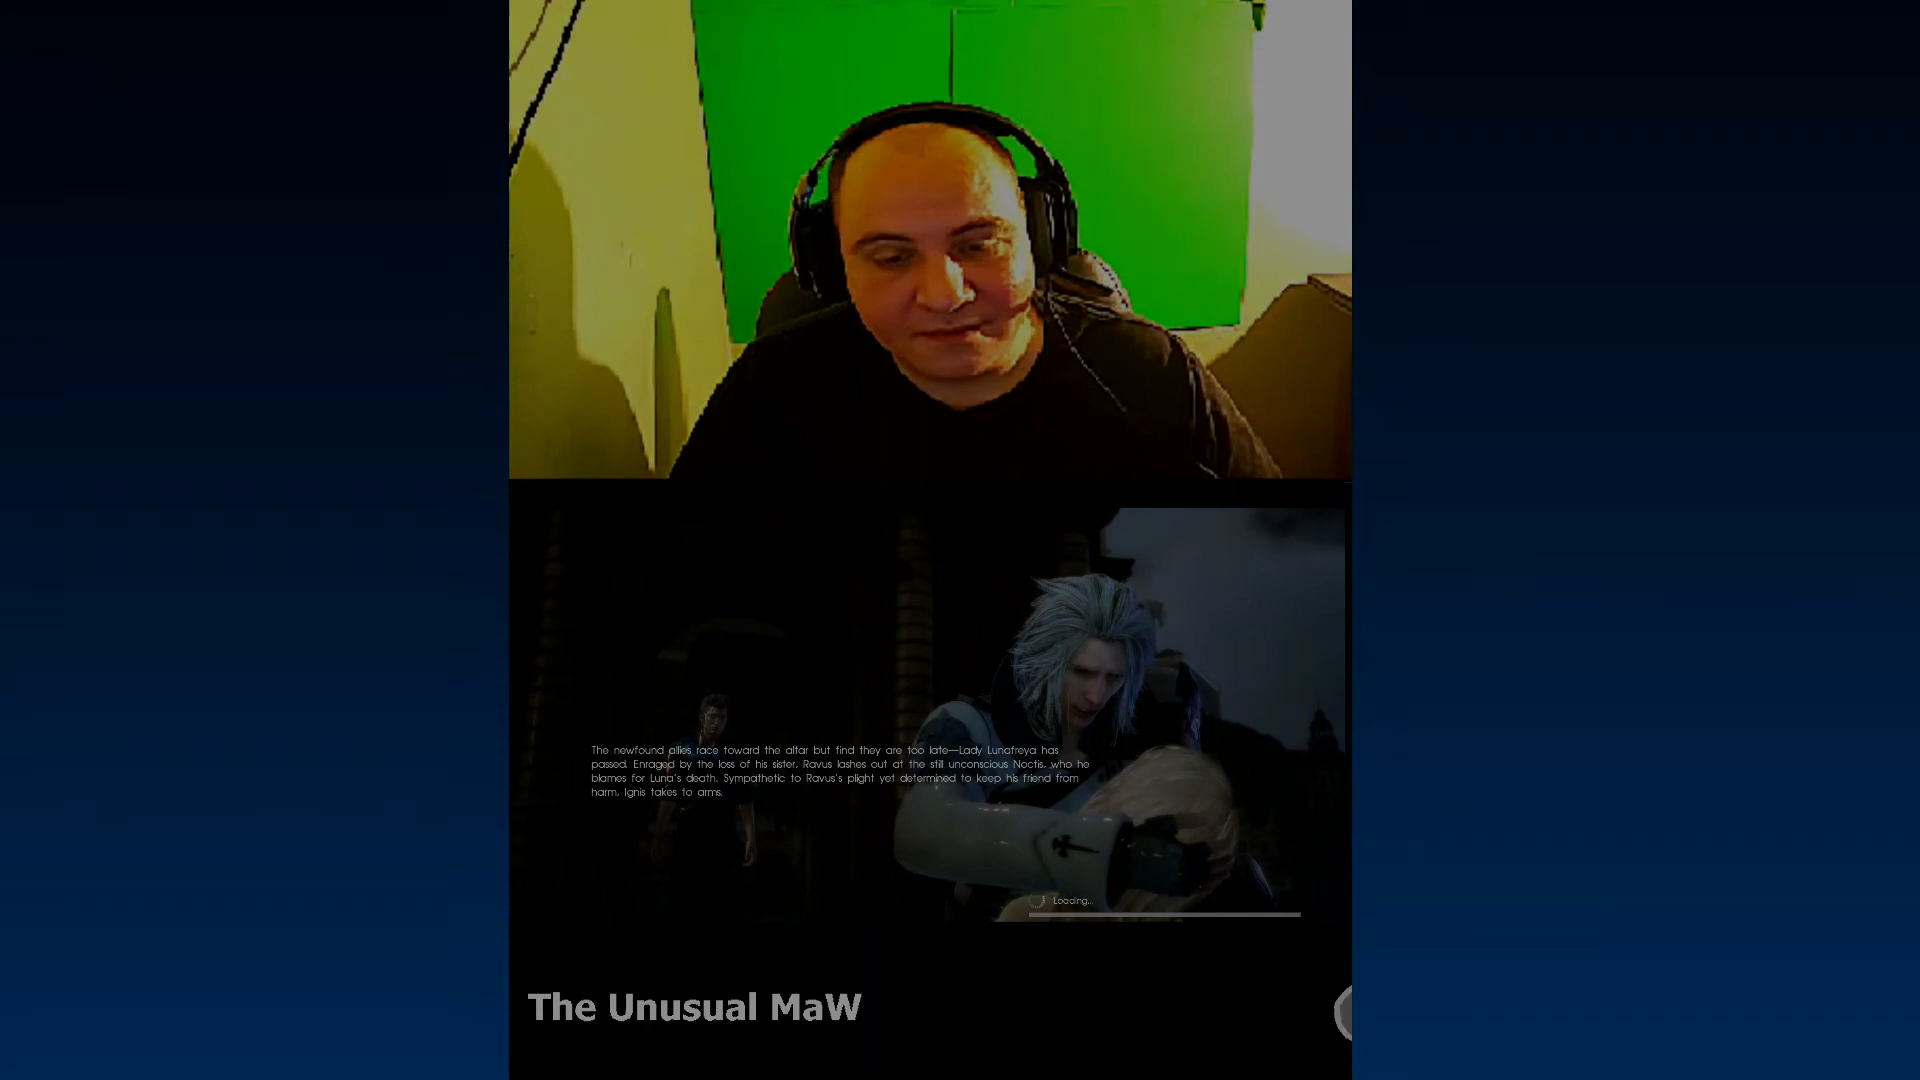 The newfound allies race toward the altar but find they are too late—Lady Lunafreya has
passed. Enraged by the loss of his sister, Ravus lashes out at the still unconscious Noctis, who he
blames for Luna's death. Sympathetic to Ravus's plight yet determined to keep his friend from
harm, Ignis takes to arms.
Loading...
The Unusual MaW